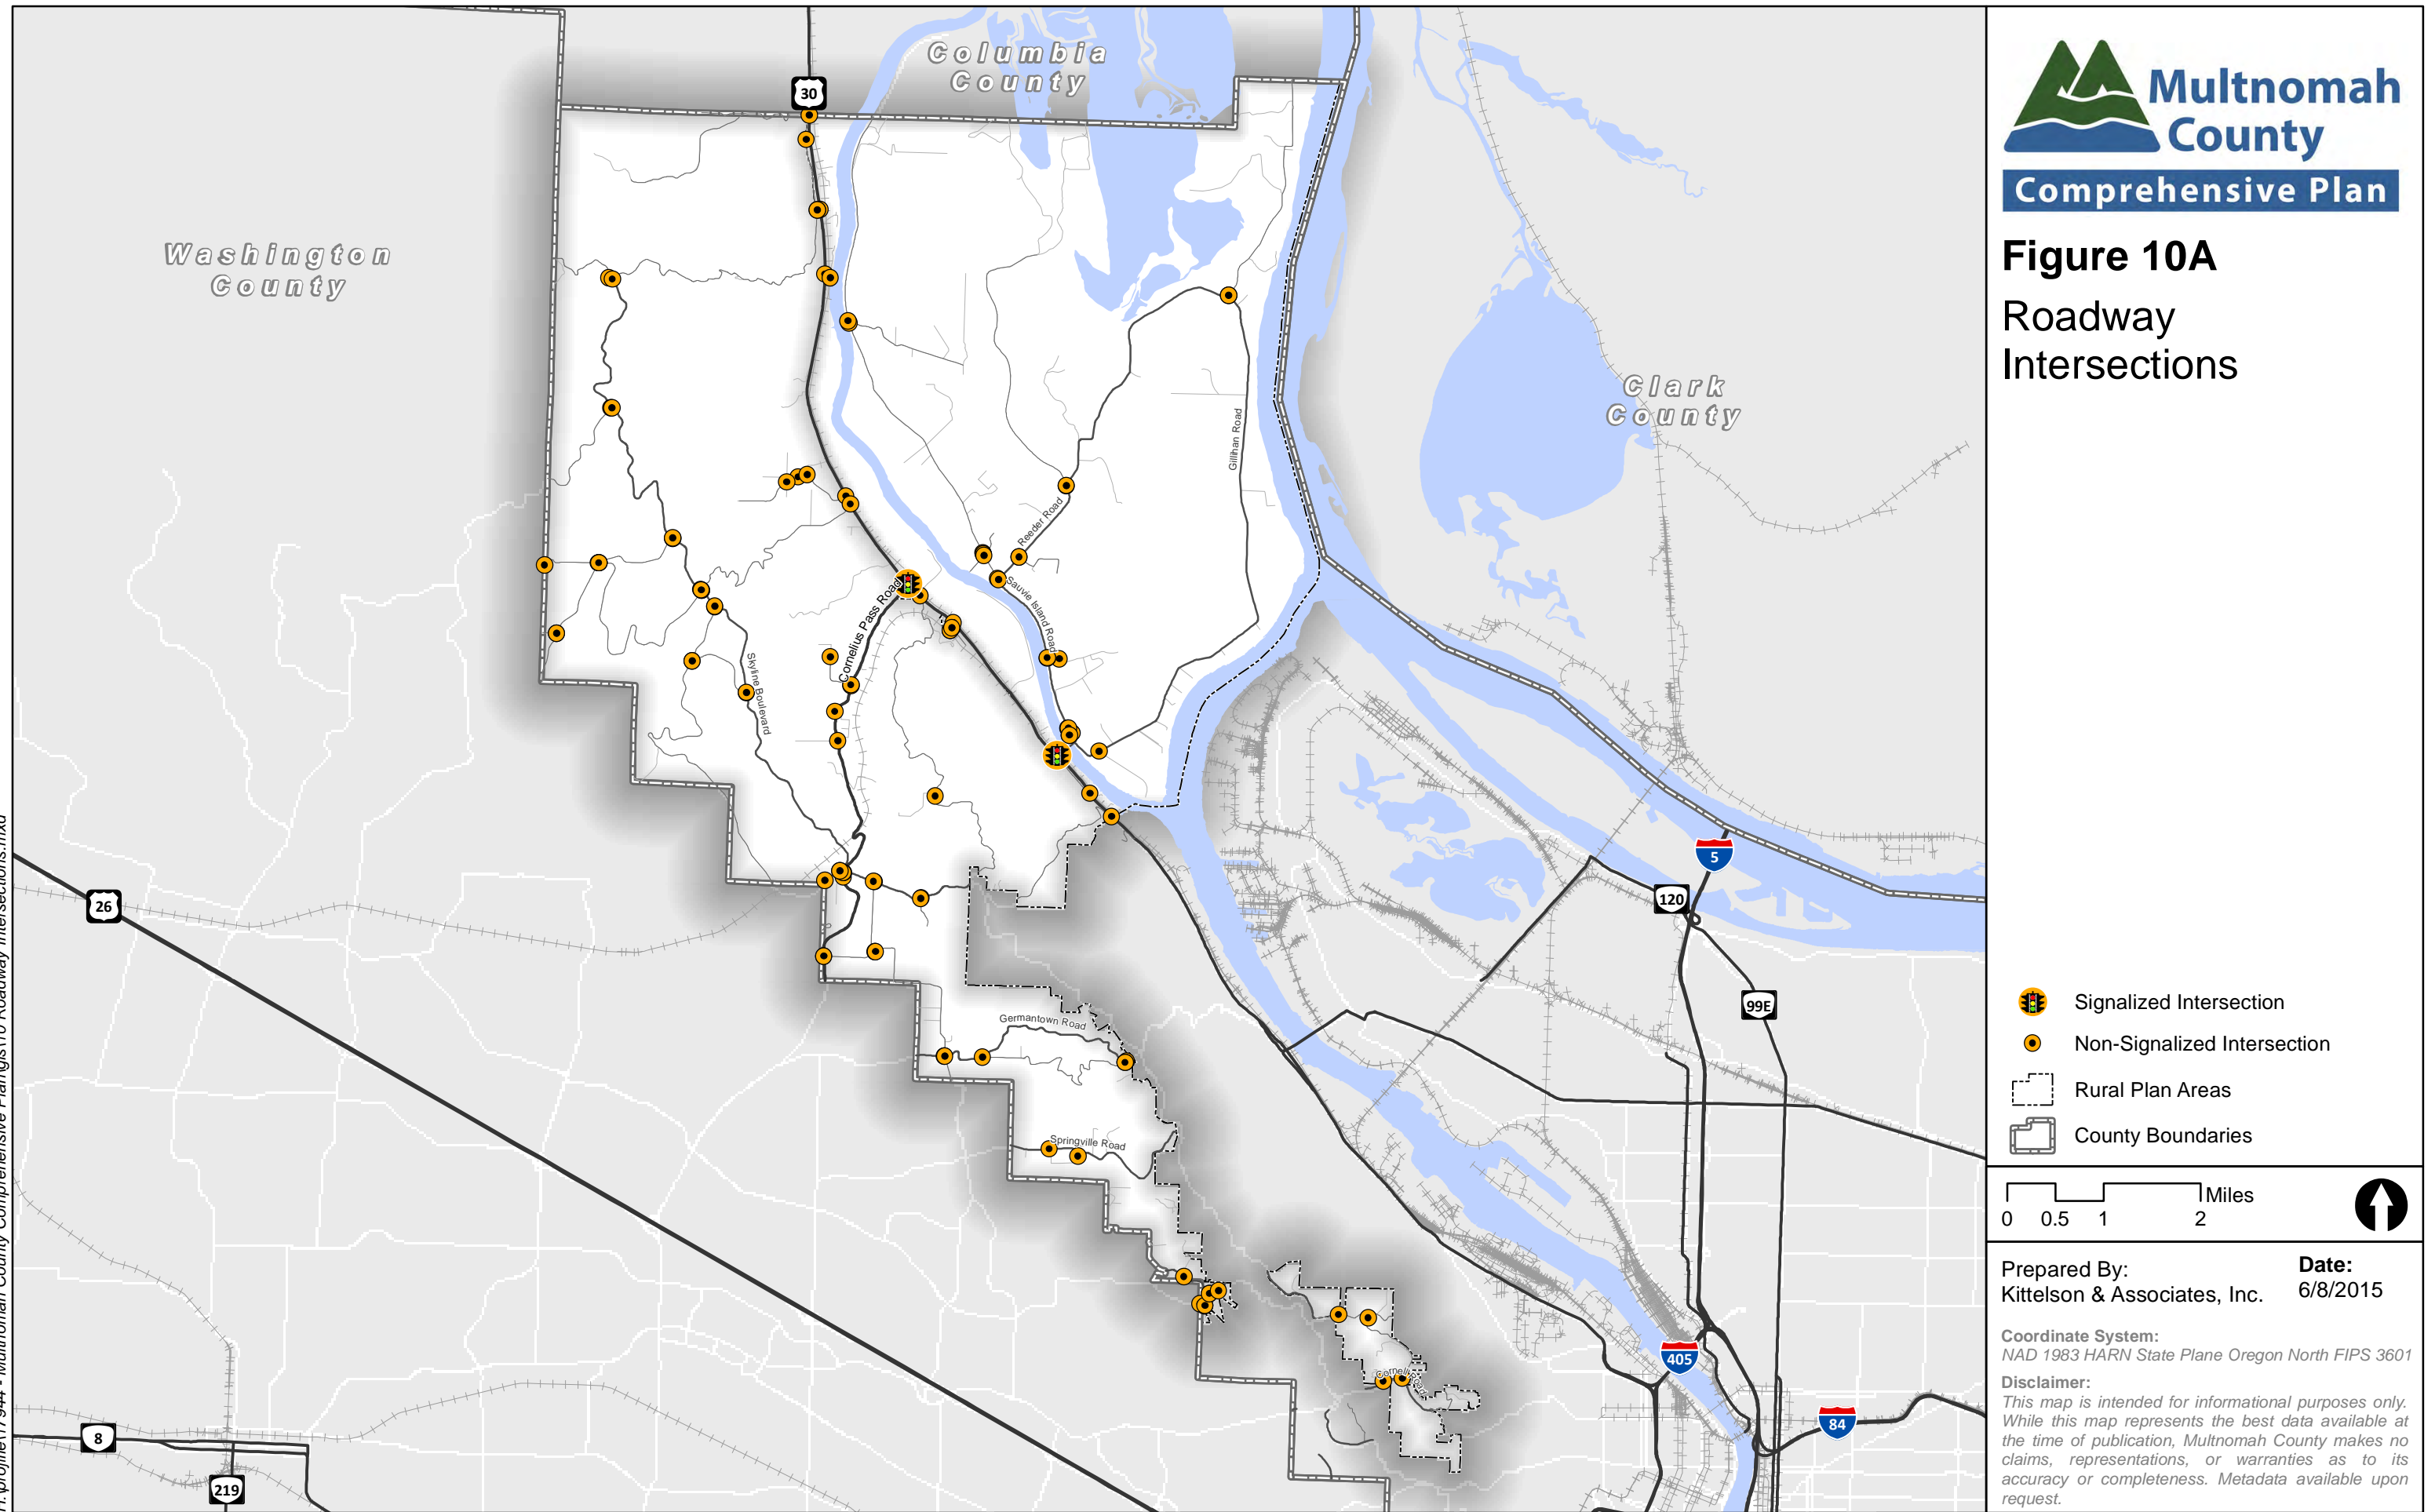 Columbia
County
30
Washington
County
Clark
County
Gillihan Road
Reeder Road
Sauvie Island Road
Cornelius Pass Road
Skyline Boulevard
Germantown Road
Springville Road
Cornell Road
26
5
120
99E
405
84
8
219
Multnomah
County
Comprehensive Plan
Figure 10A
Roadway
Intersections
Signalized Intersection
Non-Signalized Intersection
Rural Plan Areas
County Boundaries
0 0.5 1 2 Miles
Prepared By:
Kittelson & Associates, Inc.
Date:
6/8/2015
Coordinate System:
NAD 1983 HARN State Plane Oregon North FIPS 3601
Disclaimer:
This map is intended for informational purposes only.
While this map represents the best data available at
the time of publication, Multnomah County makes no
claims, representations, or warranties as to its
accuracy or completeness. Metadata available upon
request.